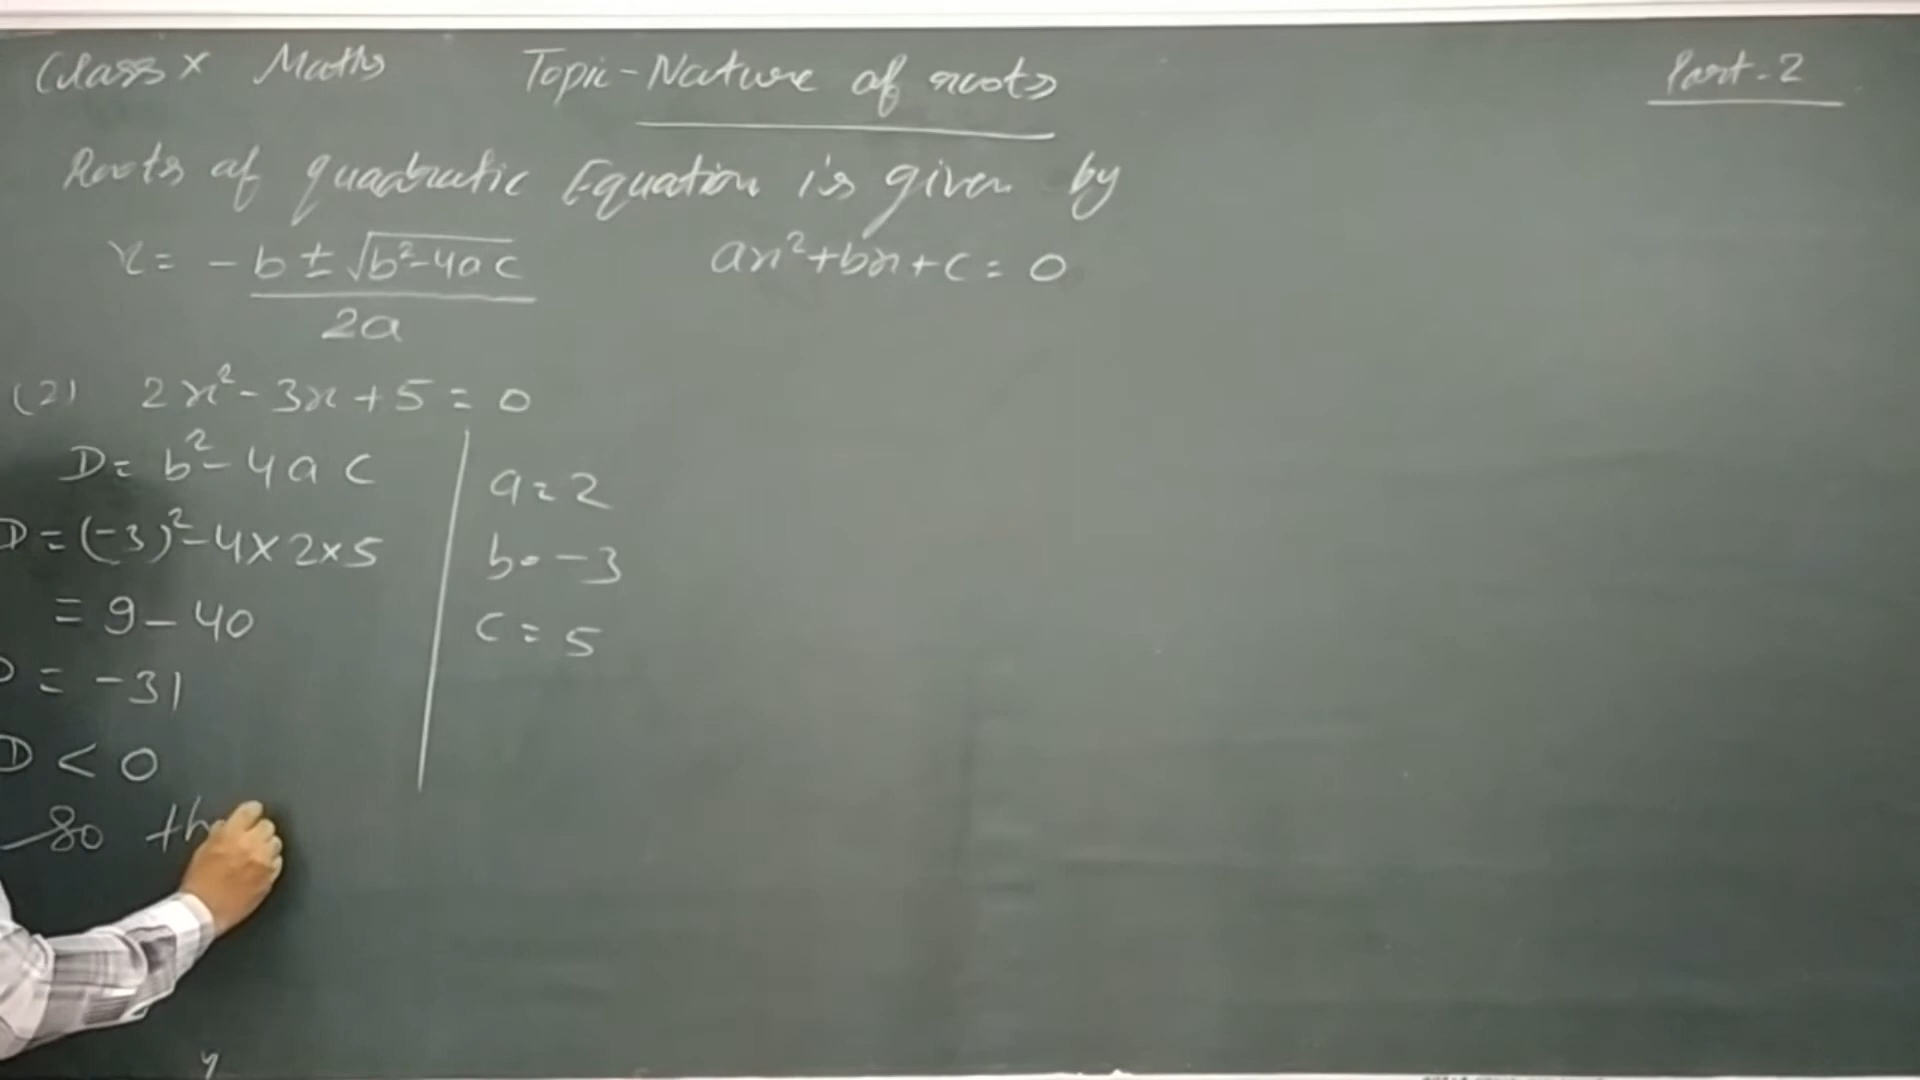 Class X Maths Topic - Nature of roots Part-2
Roots of quadratic Equation is given by
x = -b ± √b²-4ac / 2a ax²+bx+c = 0
(2) 2x²-3x+5 = 0
D = b²-4ac
D = (-3)²-4×2×5
= 9-40
D = -31
D < 0
So th
a = 2
b = -3
c = 5